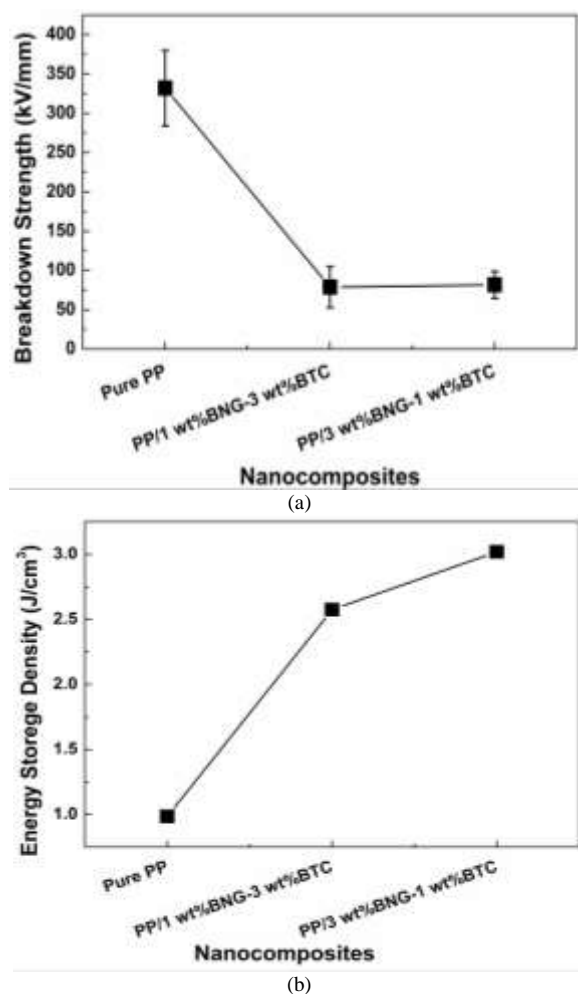 Breakdown Strength (kV/mm)
400
350
300
250
200
150
100
50
0
Pure PP
PP/1 wt%BNG-3 wt%BTC
PP/3 wt%BNG-1 wt%BTC
Nanocomposites
(a)
Energy Storege Density (J/cm³)
3.0
2.5
2.0
1.5
1.0
Pure PP
PP/1 wt%BNG-3 wt%BTC
PP/3 wt%BNG-1 wt%BTC
Nanocomposites
(b)